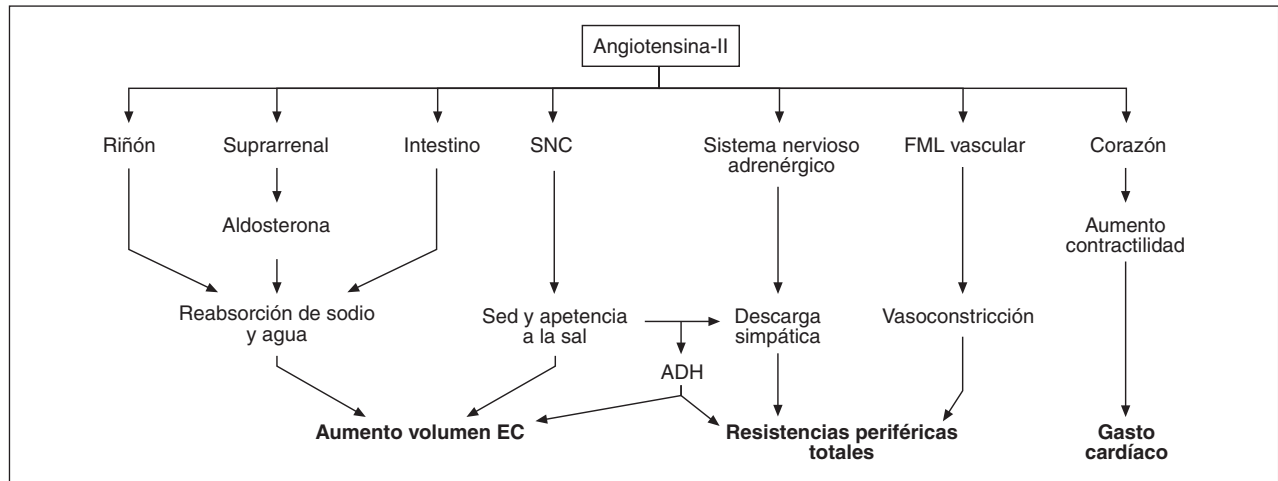 Angiotensina-II
Riñón
Suprarrenal
Intestino
SNC
Sistema nervioso
adrenérgico
FML vascular
Corazón
Aldosterona
Aumento
contractilidad
Reabsorción de sodio
y agua
Sed y apetencia
a la sal
Descarga
simpática
Vasoconstricción
ADH
Aumento volumen EC
Resistencias periféricas
totales
Gasto
cardíaco